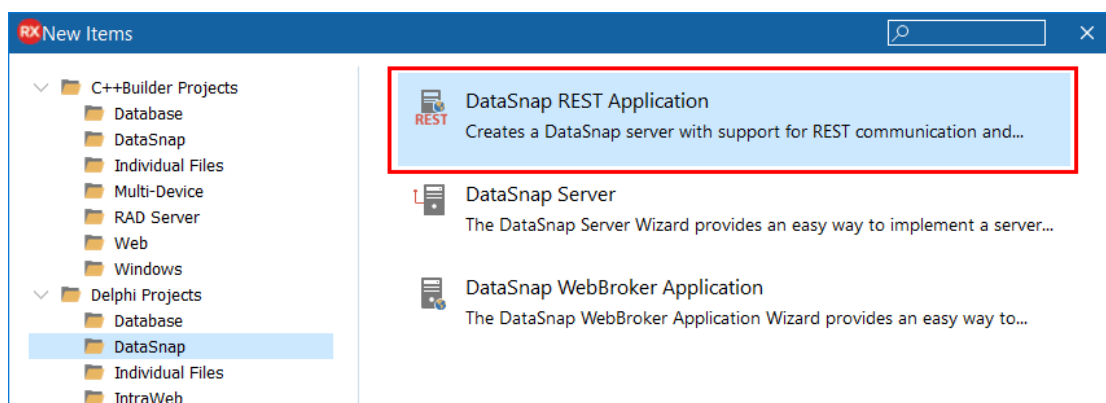 RX New Items
C++Builder Projects
Database
DataSnap
Individual Files
Multi-Device
RAD Server
Web
Windows
Delphi Projects
Database
DataSnap
Individual Files
IntraWeb
REST
DataSnap REST Application
Creates a DataSnap server with support for REST communication and...
DataSnap Server
The DataSnap Server Wizard provides an easy way to implement a server...
DataSnap WebBroker Application
The DataSnap WebBroker Application Wizard provides an easy way to...